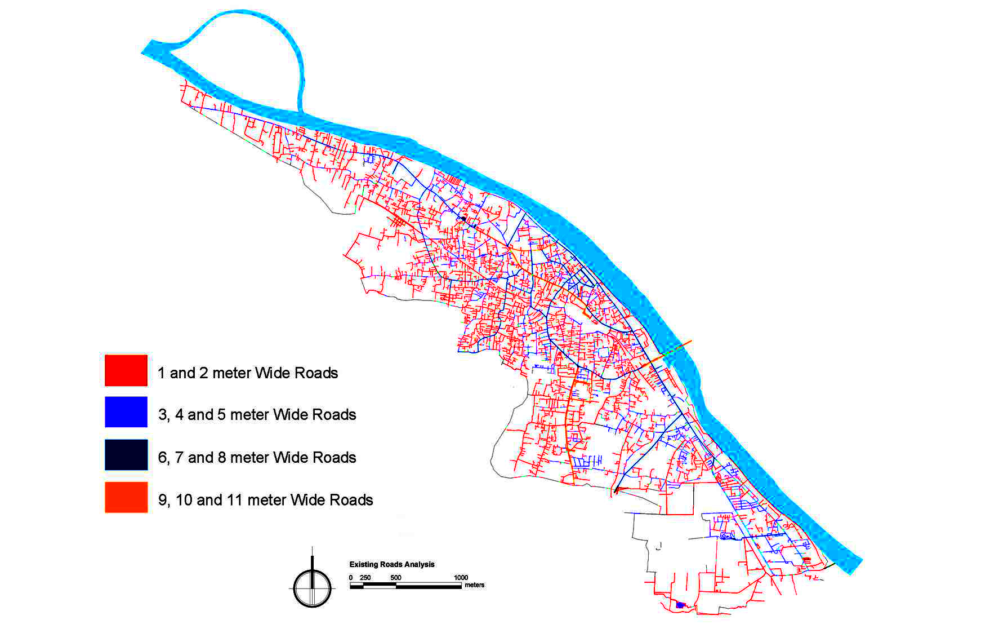 1 and 2 meter Wide Roads
3, 4 and 5 meter Wide Roads
6, 7 and 8 meter Wide Roads
9, 10 and 11 meter Wide Roads
Existing Roads Analysis
0 250 500 1000
meters